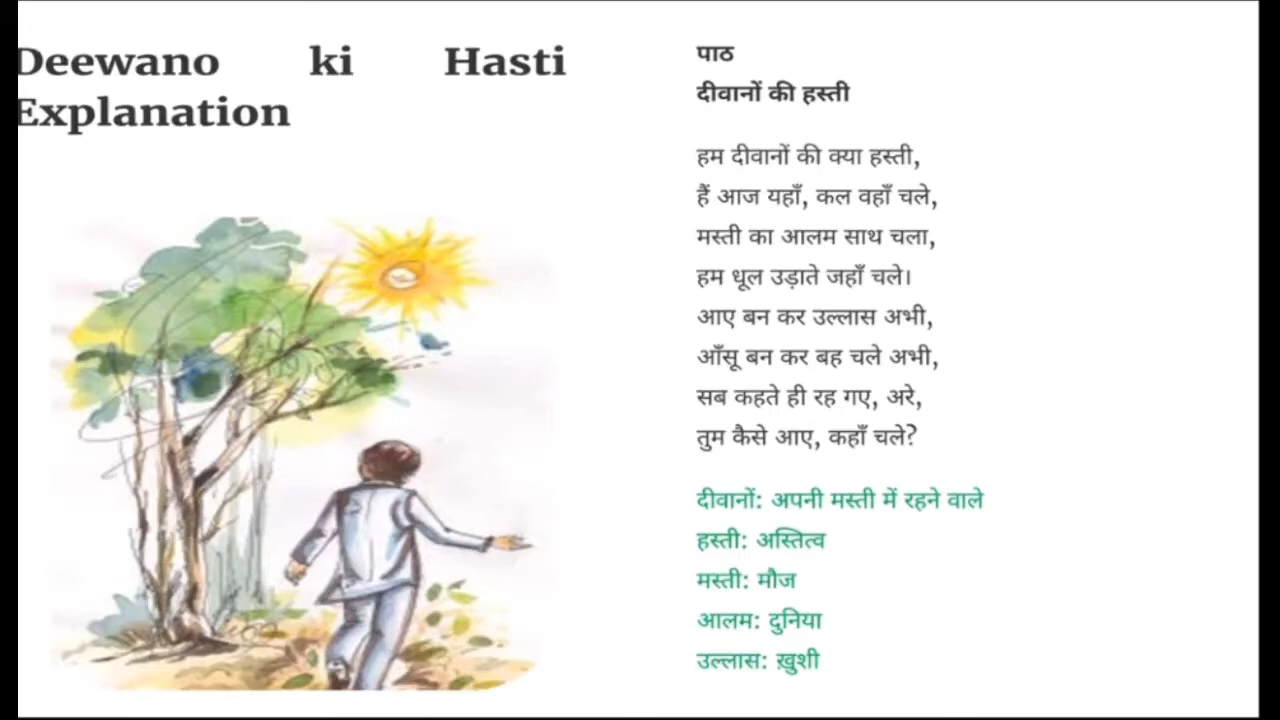 Deewano ki Hasti
Explanation
पाठ
दीवानों की हस्ती
हम दीवानों की क्या हस्ती,
हैं आज यहाँ, कल वहाँ चले,
मस्ती का आलम साथ चला,
हम धूल उड़ाते जहाँ चले।
आए बन कर उल्लास अभी,
आँसू बन कर बह चले अभी,
सब कहते ही रह गए, अरे,
तुम कैसे आए, कहाँ चले?
दीवानों: अपनी मस्ती में रहने वाले
हस्ती: अस्तित्व
मस्ती: मौज
आलम: दुनिया
उल्लास: ख़ुशी